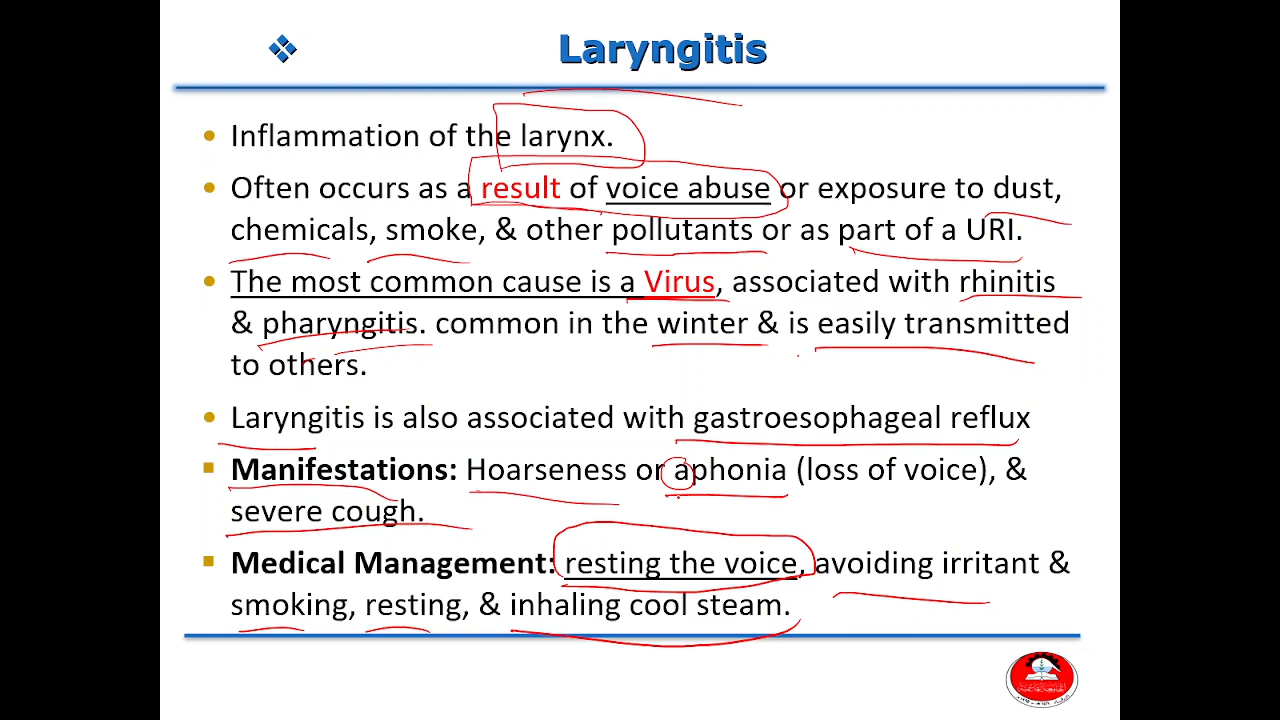 Laryngitis
Inflammation of the larynx.
Often occurs as a result of voice abuse or exposure to dust,
chemicals, smoke, & other pollutants or as part of a URI.
The most common cause is a Virus, associated with rhinitis
& pharyngitis. common in the winter & is easily transmitted
to others.
Laryngitis is also associated with gastroesophageal reflux
Manifestations: Hoarseness or aphonia (loss of voice), &
severe cough.
Medical Management: resting the voice, avoiding irritant &
smoking, resting, & inhaling cool steam.